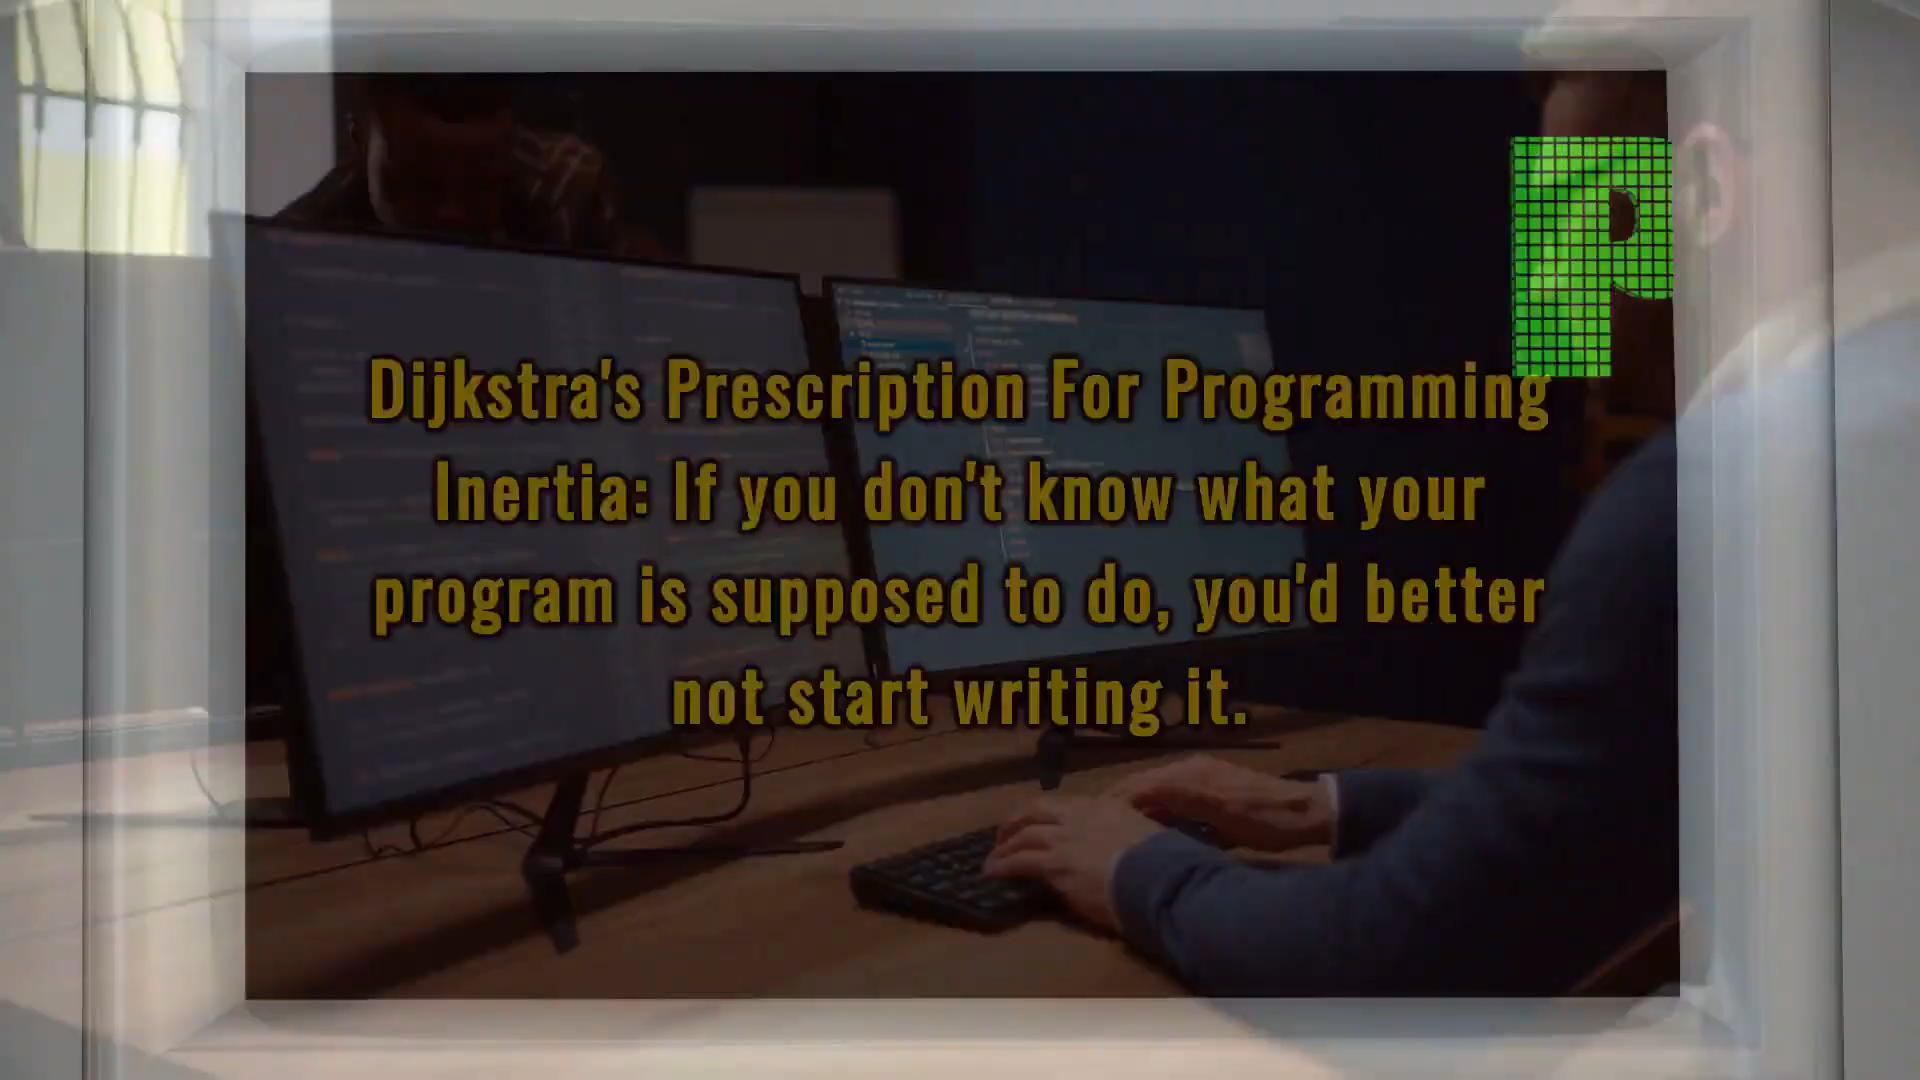 p
Dijkstra's Prescription For Programming
Inertia: If you don't know what your
program is supposed to do, you'd better
not start writing it.